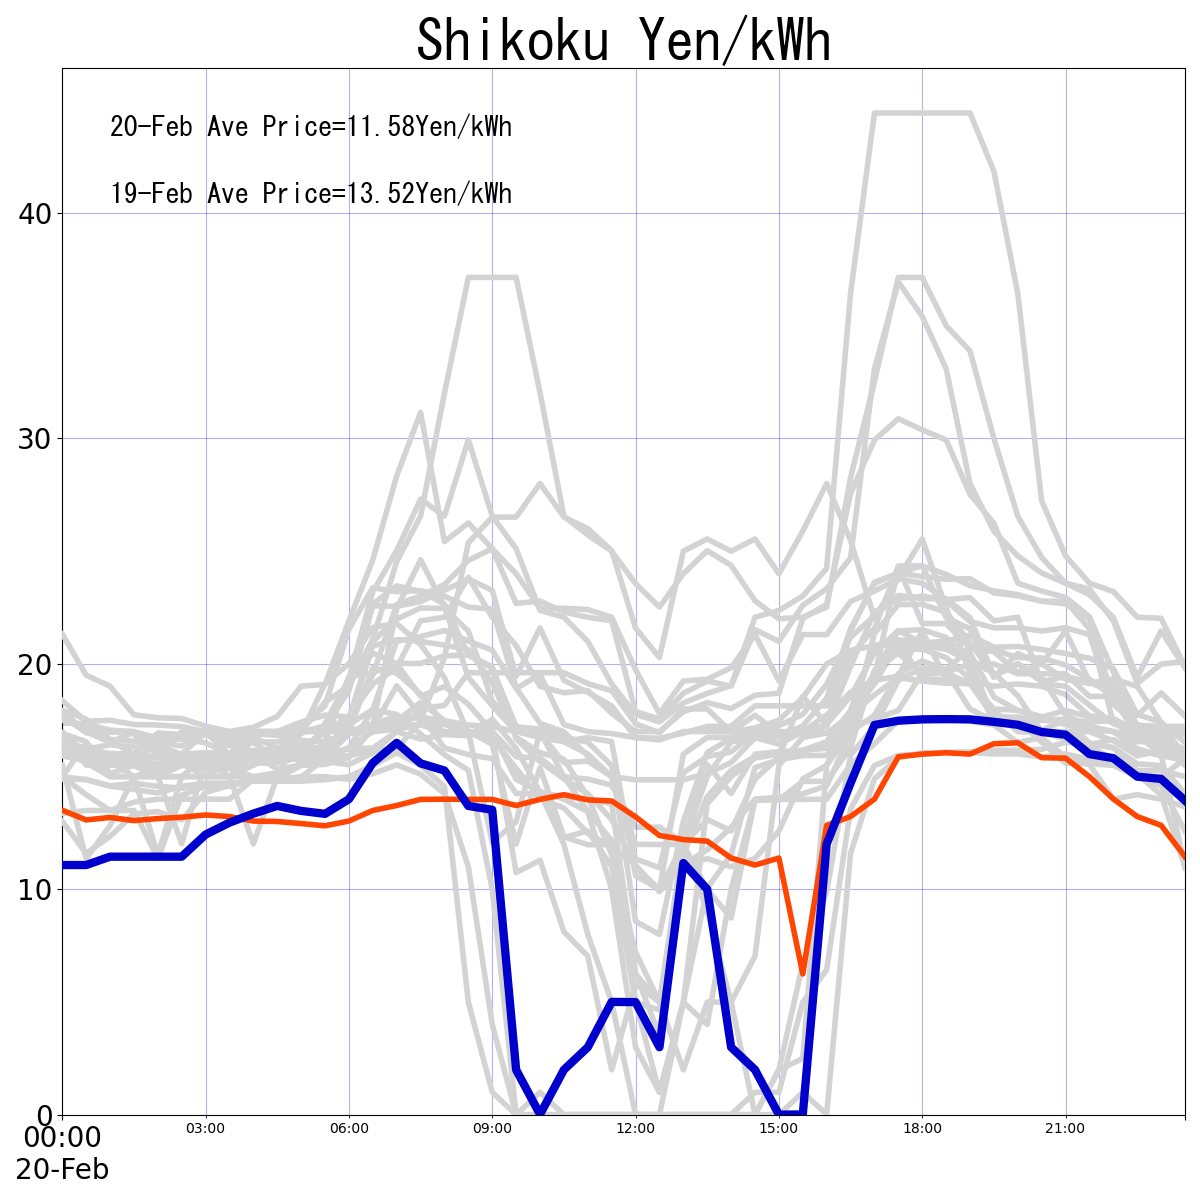 Shikoku Yen/kWh
20-Feb Ave Price=11.58Yen/kWh
19-Feb Ave Price=13.52Yen/kWh
40
30
20
10
0
00:00 03:00 06:00 09:00 12:00 15:00 18:00 21:00
20-Feb